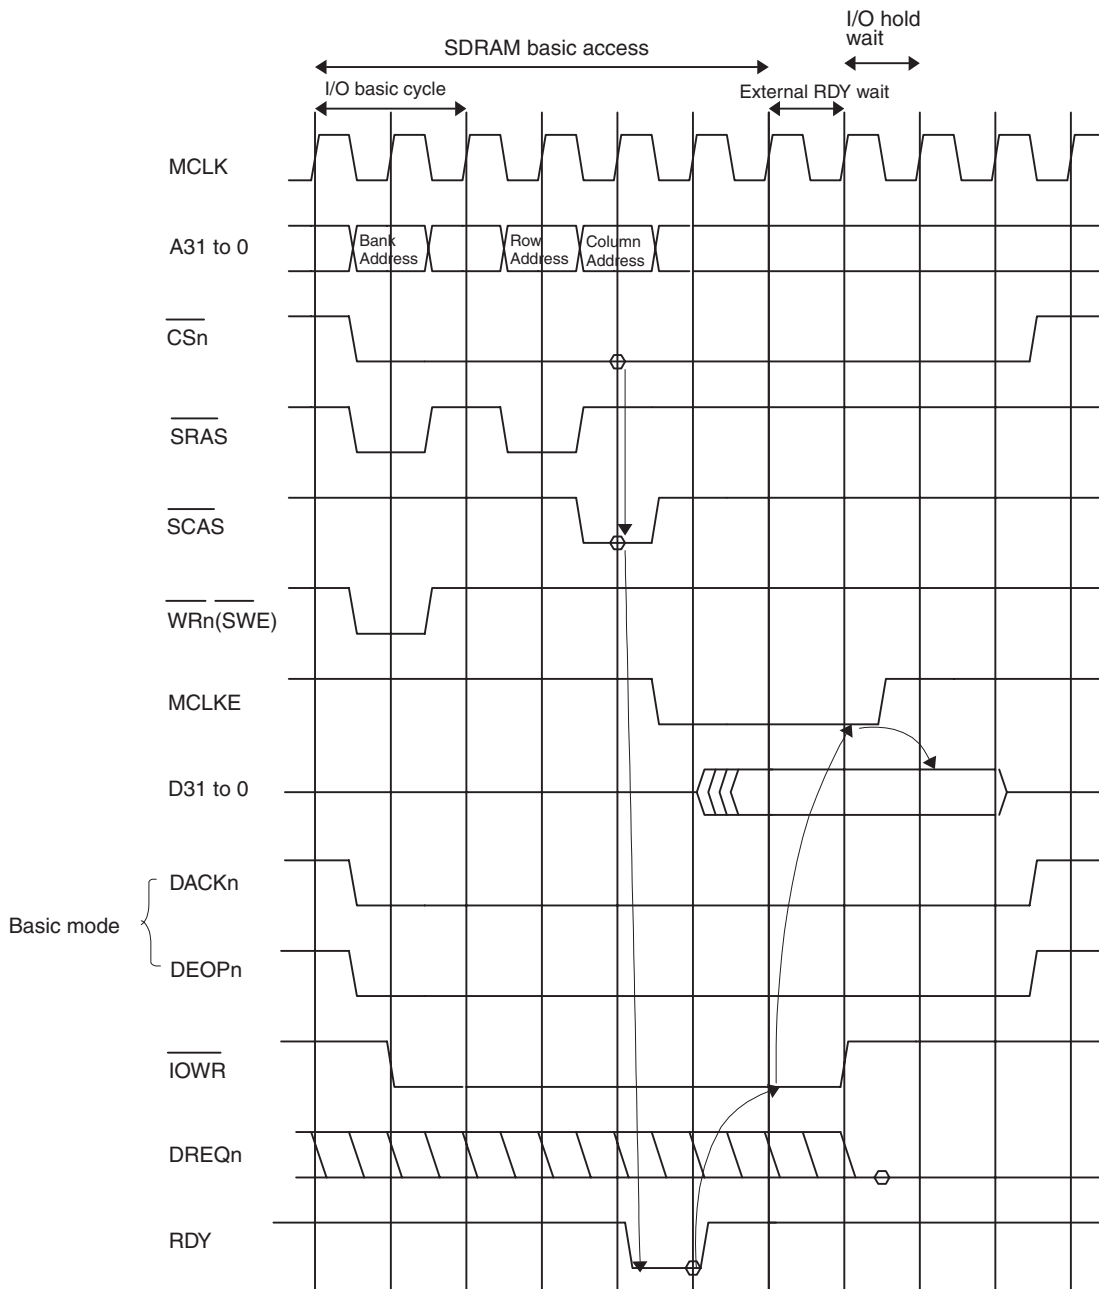 I/O hold
wait
SDRAM basic access
I/O basic cycle
External RDY wait
MCLK
A31 to 0
Bank
Address
Row
Address
Column
Address
CSn
SRAS
SCAS
WRn(SWE)
MCLKE
D31 to 0
DACKn
Basic mode
DEOPn
IOWR
DREQn
RDY